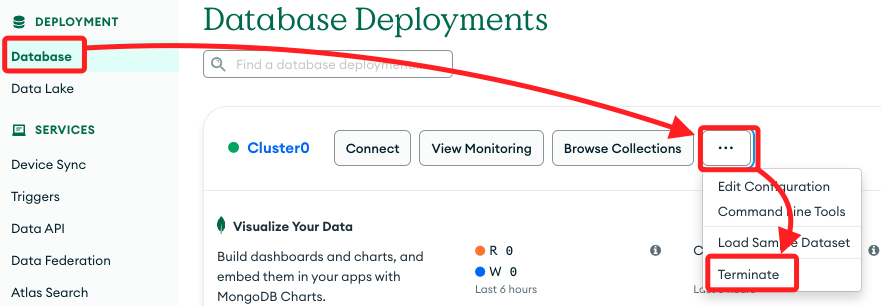 DEPLOYMENT
Database
Data Lake
SERVICES
Device Sync
Triggers
Data API
Data Federation
Atlas Search
Database Deployments
Find a database deployment...
Cluster0
Connect
View Monitoring
Browse Collections
...
Edit Configuration
Command Line Tools
Load Sample Dataset
Terminate
Visualize Your Data
Build dashboards and charts, and
embed them in your apps with
MongoDB Charts.
R 0
W 0
Last 6 hours
C
Last